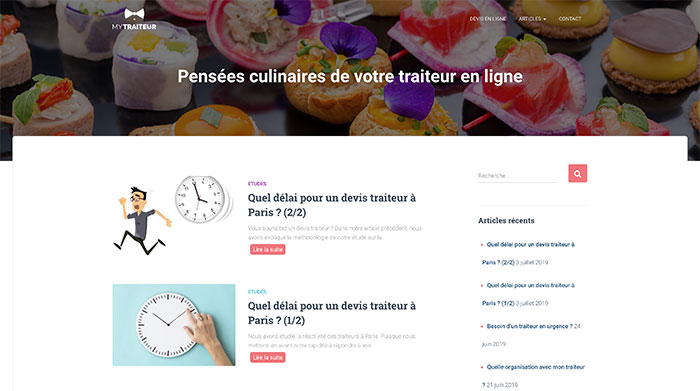 MYTRAITEUR
DEVIS EN LIGNE
ARTICLES
CONTACT
Pensées culinaires de votre traiteur en ligne
ETUDES
Quel délai pour un devis traiteur à
Paris ? (2/2)
Vous souhaitez un devis traiteur ? Dans notre article précédent, nous
avons expliqué la méthodologie de notre étude sur la
Lire la suite
ETUDES
Quel délai pour un devis traiteur à
Paris ? (1/2)
Nous avons étudié la réactivité des traiteurs à Paris. Puisque nous
mettons en avant notre rapidité à répondre à vos
Lire la suite
Recherche…
Articles récents
Quel délai pour un devis traiteur à
Paris ? (2/2) 3 juillet 2019
Quel délai pour un devis traiteur à
Paris ? (1/2) 3 juillet 2019
Besoin d'un traiteur en urgence ? 24
juin 2019
Quelle organisation avec mon traiteur
? 21 juin 2019